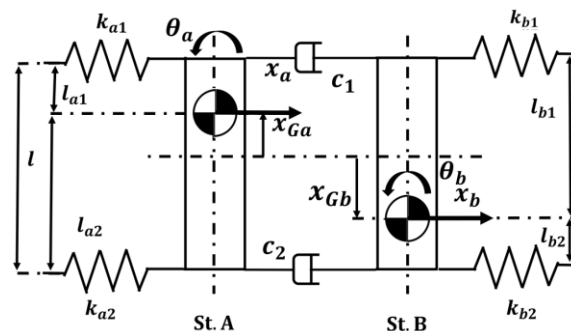 k_{a1} θ_a k_{b1}
x_a c_1
l_{a1} x_{Ga} l_{b1}
l
x_{Gb} θ_b x_b
l_{a2} c_2 l_{b2}
k_{a2} k_{b2}
St. A St. B